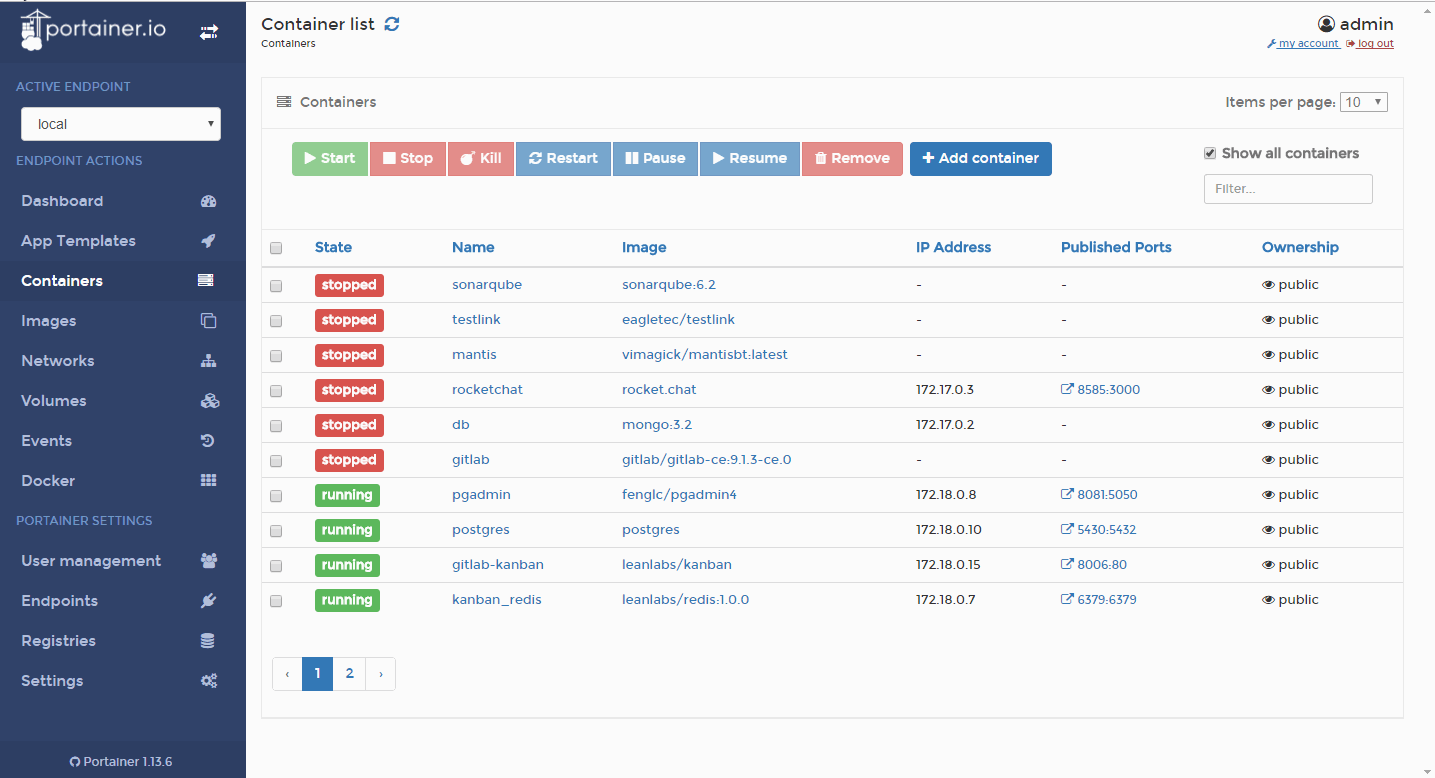 portainer.io
ACTIVE ENDPOINT
local
ENDPOINT ACTIONS
Dashboard
App Templates
Containers
Images
Networks
Volumes
Events
Docker
PORTAINER SETTINGS
User management
Endpoints
Registries
Settings
Portainer 1.13.6
Container list
Containers
admin
my account log out
Containers
Items per page: 10
Start Stop Kill Restart Pause Resume Remove + Add container
Show all containers
Filter...
State Name Image IP Address Published Ports Ownership
stopped sonarqube sonarqube:6.2 - - public
stopped testlink eagletec/testlink - - public
stopped mantis vimagick/mantisbt:latest - - public
stopped rocketchat rocket.chat 172.17.0.3 8585:3000 public
stopped db mongo:3.2 172.17.0.2 - public
stopped gitlab gitlab/gitlab-ce:9.1.3-ce.0 - - public
running pgadmin fenglc/pgadmin4 172.18.0.8 8081:5050 public
running postgres postgres 172.18.0.10 5430:5432 public
running gitlab-kanban leanlabs/kanban 172.18.0.15 8006:80 public
running kanban_redis leanlabs/redis:1.0.0 172.18.0.7 6379:6379 public
‹ 1 2 ›